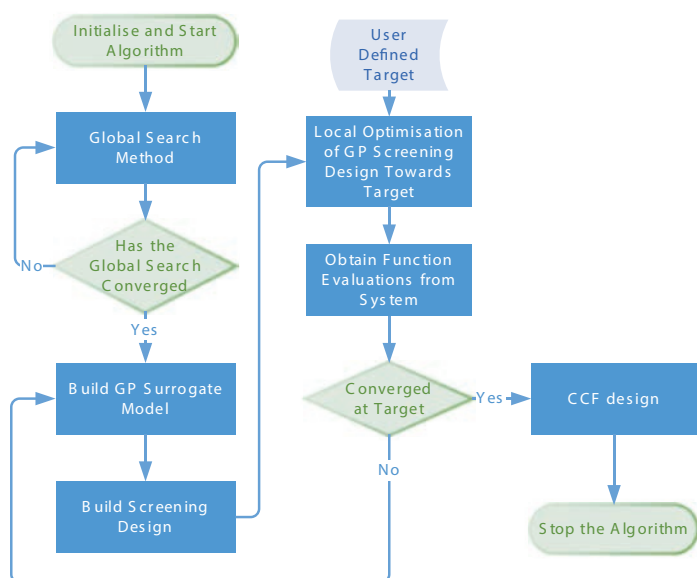 Initialise and Start
Algorithm
Global Search
Method
Has the
Global Search
Converged
No
Yes
Build GP Surrogate
Model
Build Screening
Design
User
Defined
Target
Local Optimisation
of GP Screening
Design Towards
Target
Obtain Function
Evaluations from
System
Converged
at Target
Yes
No
CCF design
Stop the Algorithm